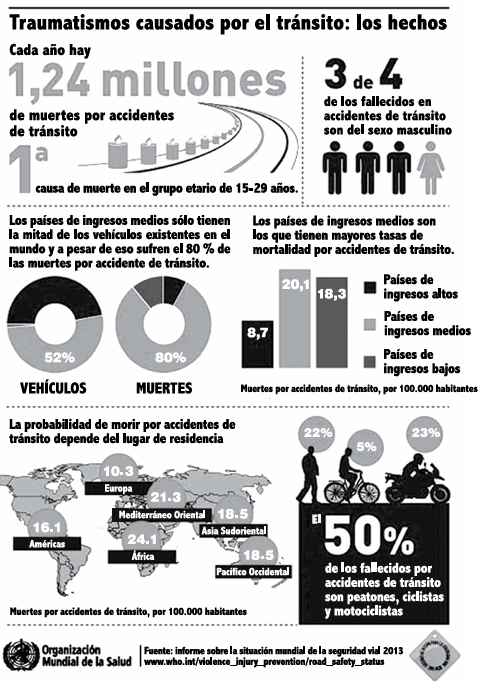 Traumatismos causados por el tránsito: los hechos
Cada año hay
1,24 millones
de muertes por accidentes
de tránsito
1ª
causa de muerte en el grupo etario de 15-29 años.
3 de 4
de los fallecidos en
accidentes de tránsito
son del sexo masculino
Los países de ingresos medios sólo tienen
la mitad de los vehículos existentes en el
mundo y a pesar de eso sufren el 80 % de
las muertes por accidente de tránsito.
52%
VEHÍCULOS
80%
MUERTES
Los países de ingresos medios son
los que tienen mayores tasas de
mortalidad por accidentes de tránsito.
8,7
20,1
18,3
Países de
ingresos altos
Países de
ingresos medios
Países de
ingresos bajos
Muertes por accidentes de tránsito, por 100.000 habitantes
La probabilidad de morir por accidentes de
tránsito depende del lugar de residencia
10.3
Europa
21.3
Mediterráneo Oriental
18.5
Asia Sudoriental
16.1
Américas
24.1
África
18.5
Pacífico Occidental
Muertes por accidentes de tránsito, por 100.000 habitantes
22%
5%
23%
El
50%
de los fallecidos por
accidentes de tránsito
son peatones, ciclistas
y motociclistas
Organización
Mundial de la Salud
Fuente: informe sobre la situación mundial de la seguridad vial 2013
www.who.int/violence_injury_prevention/road_safety_status